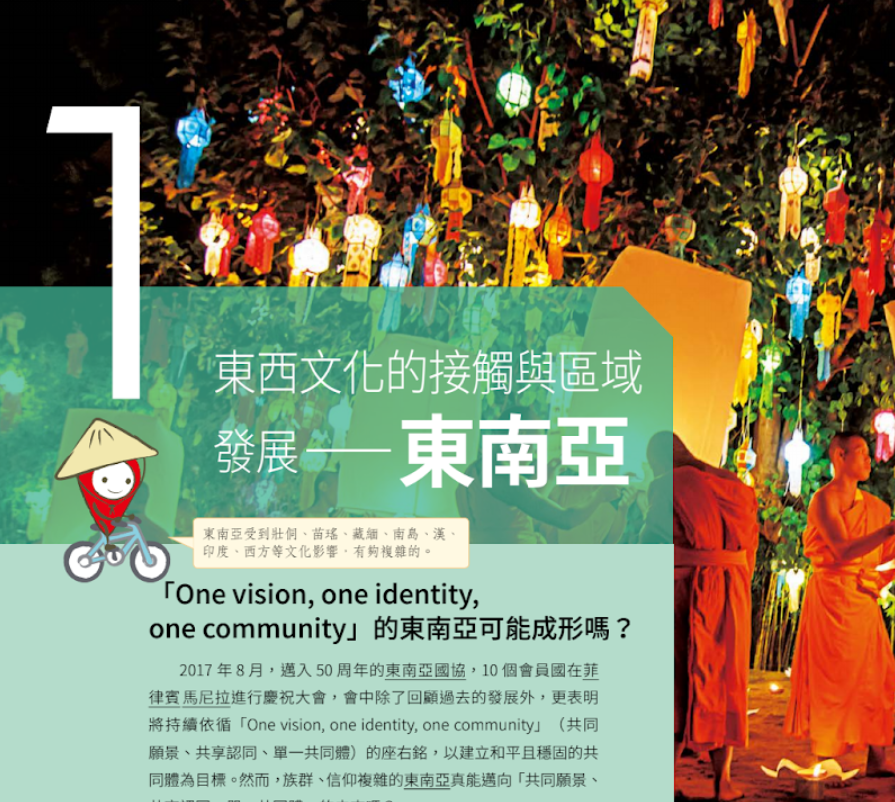 1
東西文化的接觸與區域
發展——東南亞
東南亞受到壯侗、苗瑤、藏緬、南島、漢、
印度、西方等文化影響，有夠複雜的。
「One vision, one identity,
one community」的東南亞可能成形嗎？
2017 年 8 月，邁入 50 周年的東南亞國協，10 個會員國在菲
律賓馬尼拉進行慶祝大會，會中除了回顧過去的發展外，更表明
將持續依循「One vision, one identity, one community」（共同
願景、共享認同、單一共同體）的座右銘，以建立和平且穩固的共
同體為目標。然而，族群、信仰複雜的東南亞真能邁向「共同願景、